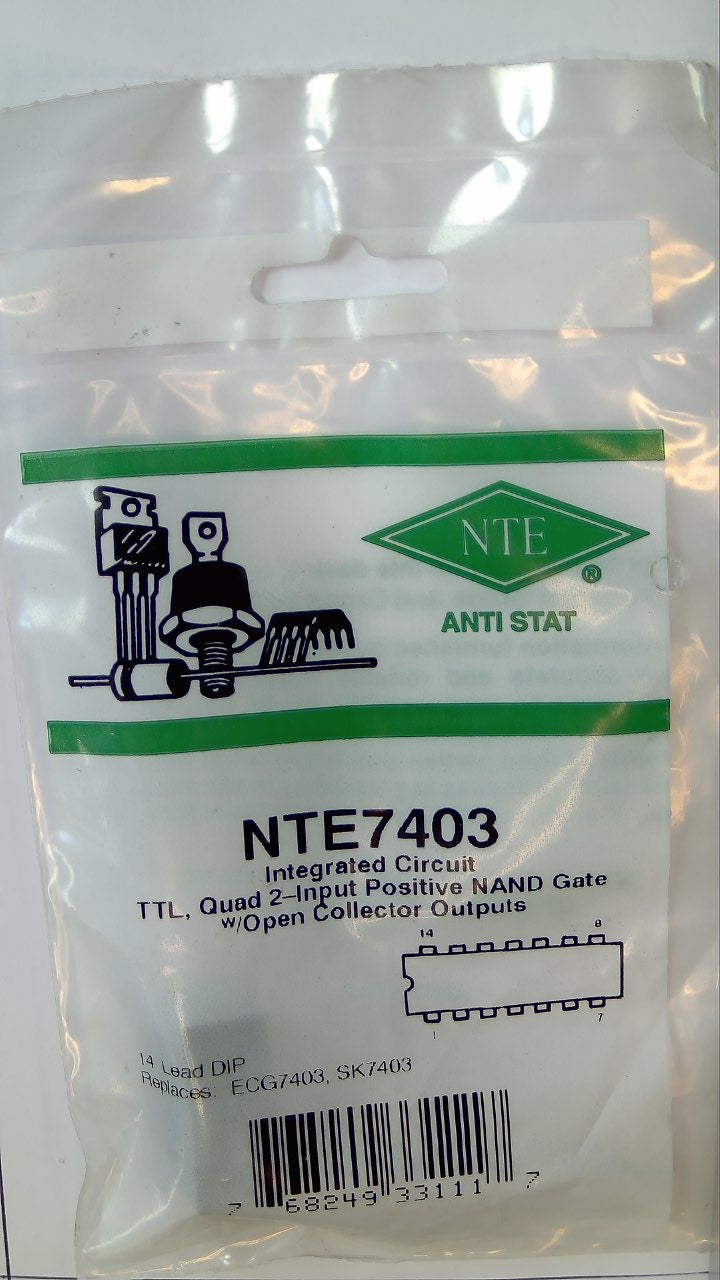 NTE
®
ANTI STAT
NTE7403
Integrated Circuit
TTL, Quad 2–Input Positive NAND Gate
w/Open Collector Outputs
14 8
1 7
14 Lead DIP
Replaces: ECG7403, SK7403
7 68249 33111 7